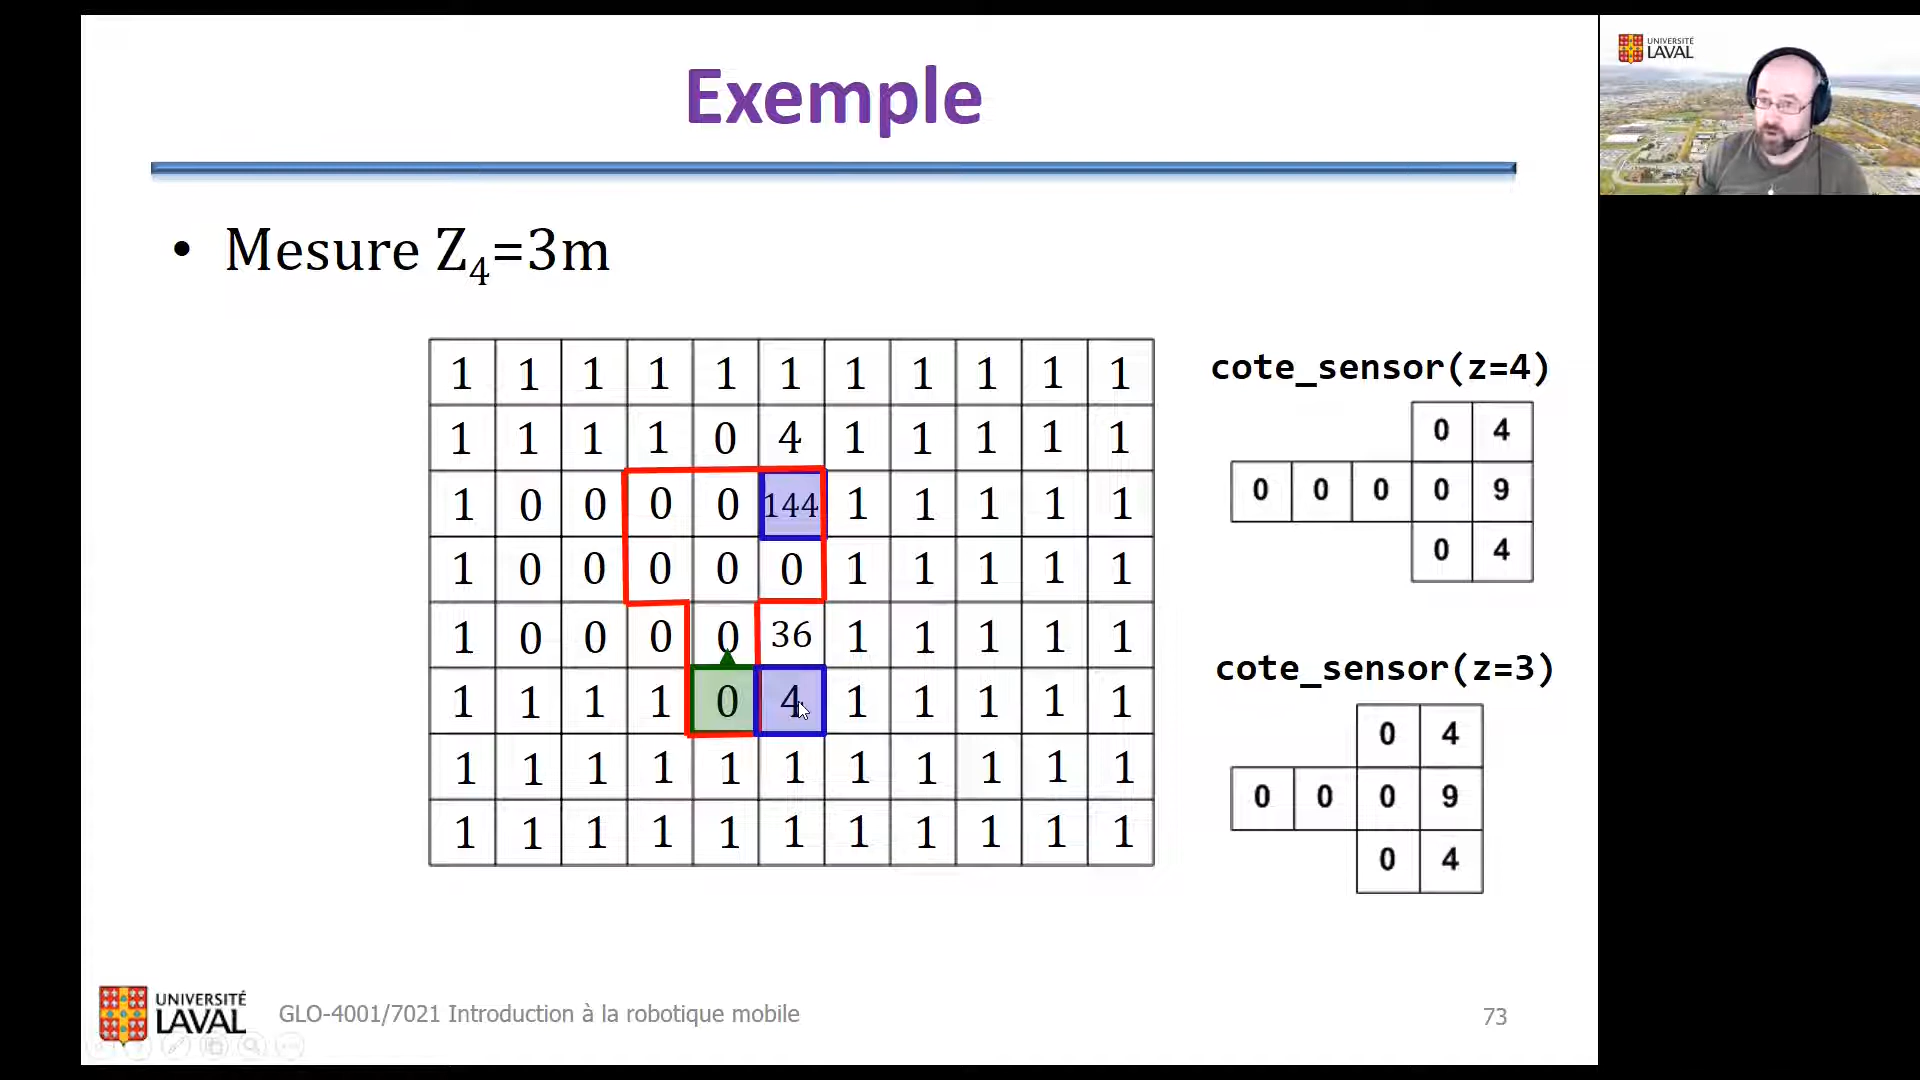 Exemple
UNIVERSITÉ
LAVAL
• Mesure Z₄=3m
1 1 1 1 1 1 1 1 1 1 1
1 1 1 1 0 4 1 1 1 1 1
1 0 0 0 0 144 1 1 1 1 1
1 0 0 0 0 0 1 1 1 1 1
1 0 0 0 0 36 1 1 1 1 1
1 1 1 1 0 4 1 1 1 1 1
1 1 1 1 1 1 1 1 1 1 1
1 1 1 1 1 1 1 1 1 1 1
cote_sensor(z=4)
0 4
0 0 0 0 9
0 4
cote_sensor(z=3)
0 4
0 0 0 9
0 4
UNIVERSITÉ
LAVAL
GLO-4001/7021 Introduction à la robotique mobile
73